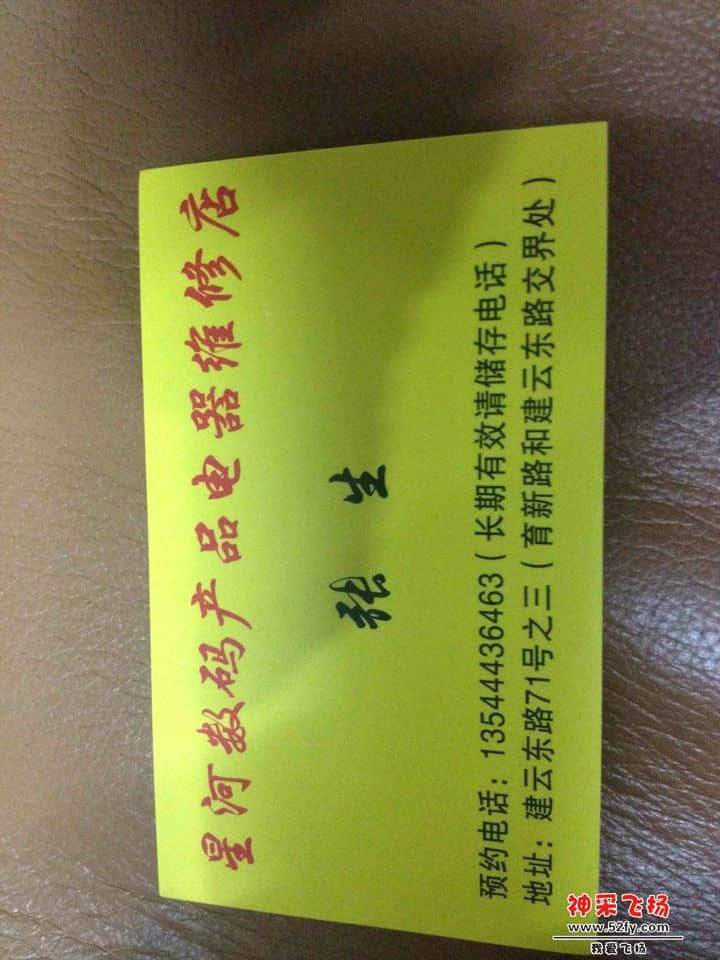 星河数码产品电器维修店
张 生
预约电话：13544436463（长期有效请储存电话）
地址：建云东路71号之三（育新路和建云东路交界处）
神采飞扬
www.52fy.com
我爱飞扬